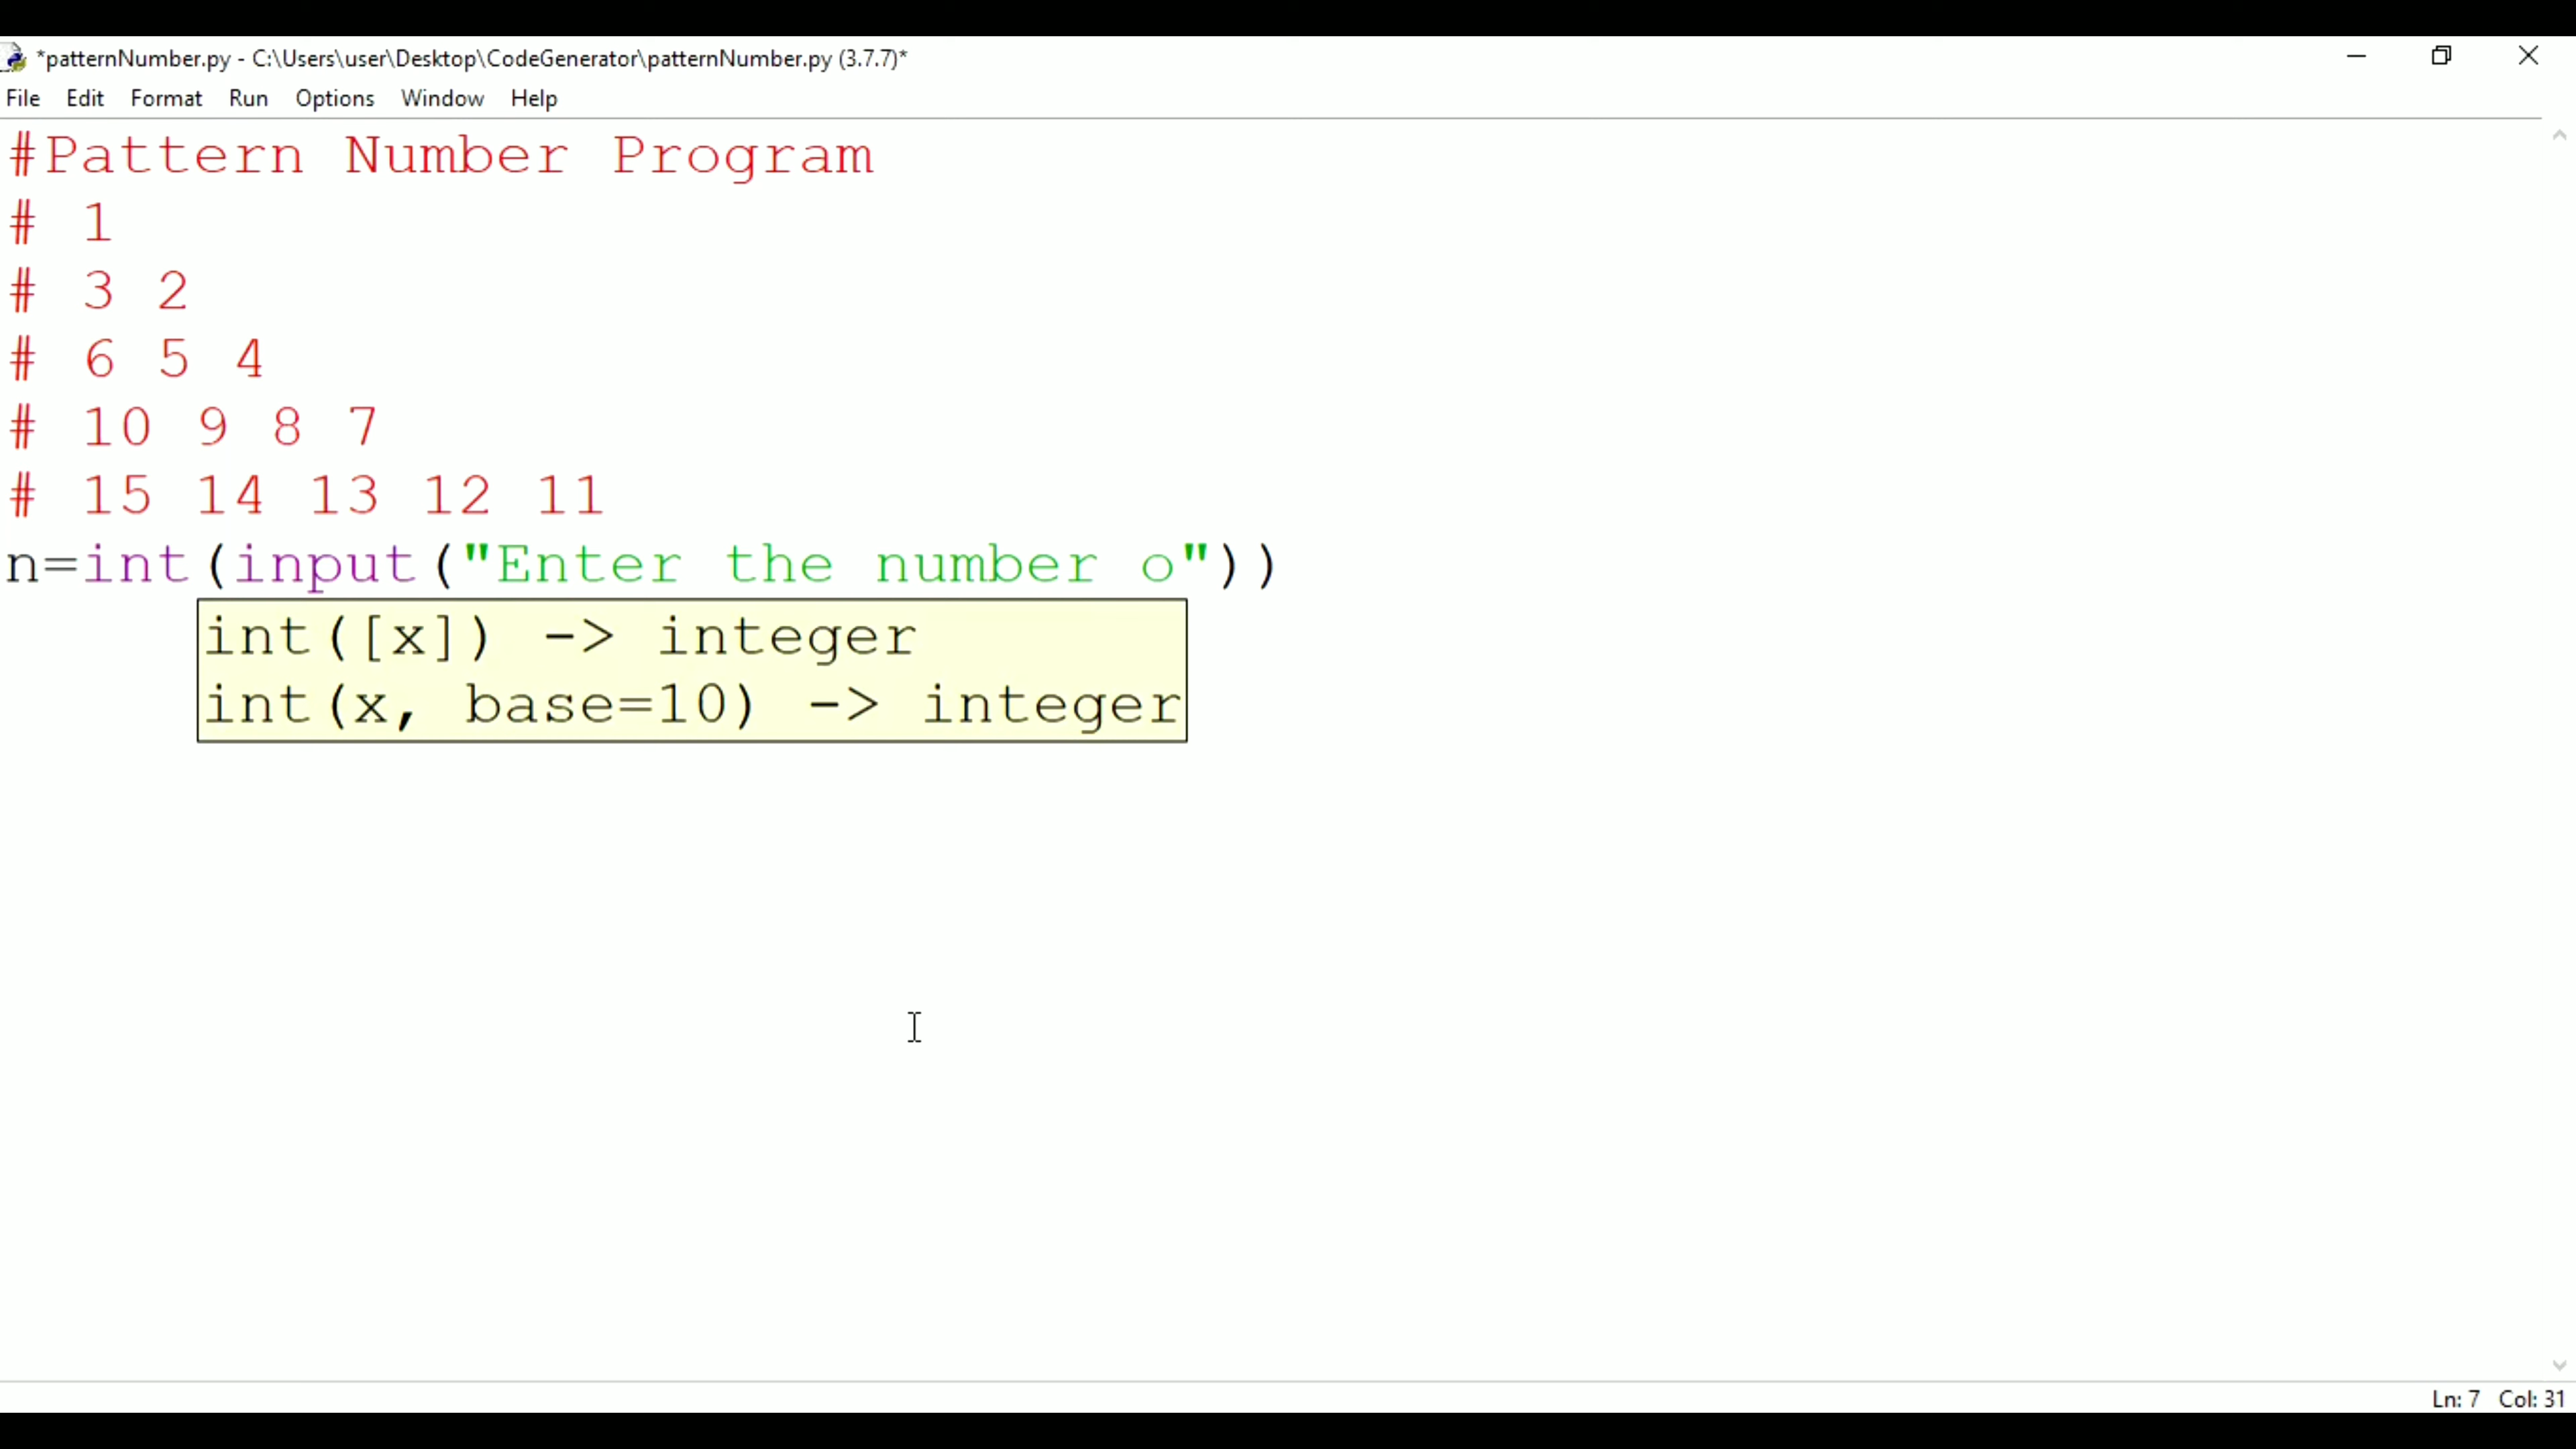 *patternNumber.py - C:\Users\user\Desktop\CodeGenerator\patternNumber.py (3.7.7)*
File Edit Format Run Options Window Help
#Pattern Number Program
# 1
# 3 2
# 6 5 4
# 10 9 8 7
# 15 14 13 12 11
n=int(input("Enter the number o"))
int([x]) -> integer
int(x, base=10) -> integer
Ln: 7 Col: 31